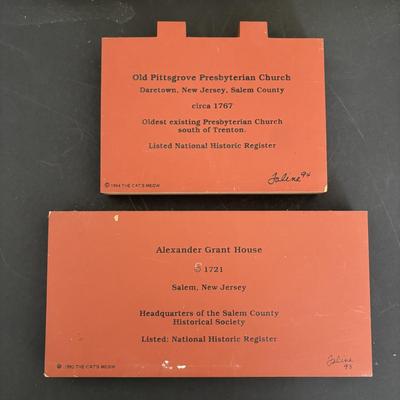 Old Pittsgrove Presbyterian Church
Daretown, New Jersey, Salem County
circa 1767
Oldest existing Presbyterian Church
south of Trenton.
Listed National Historic Register
© 1994 THE CAT'S MEOW
Faline 94
Alexander Grant House
1721
Salem, New Jersey
Headquarters of the Salem County
Historical Society
Listed: National Historic Register
© 1992 THE CAT'S MEOW
Faline
93